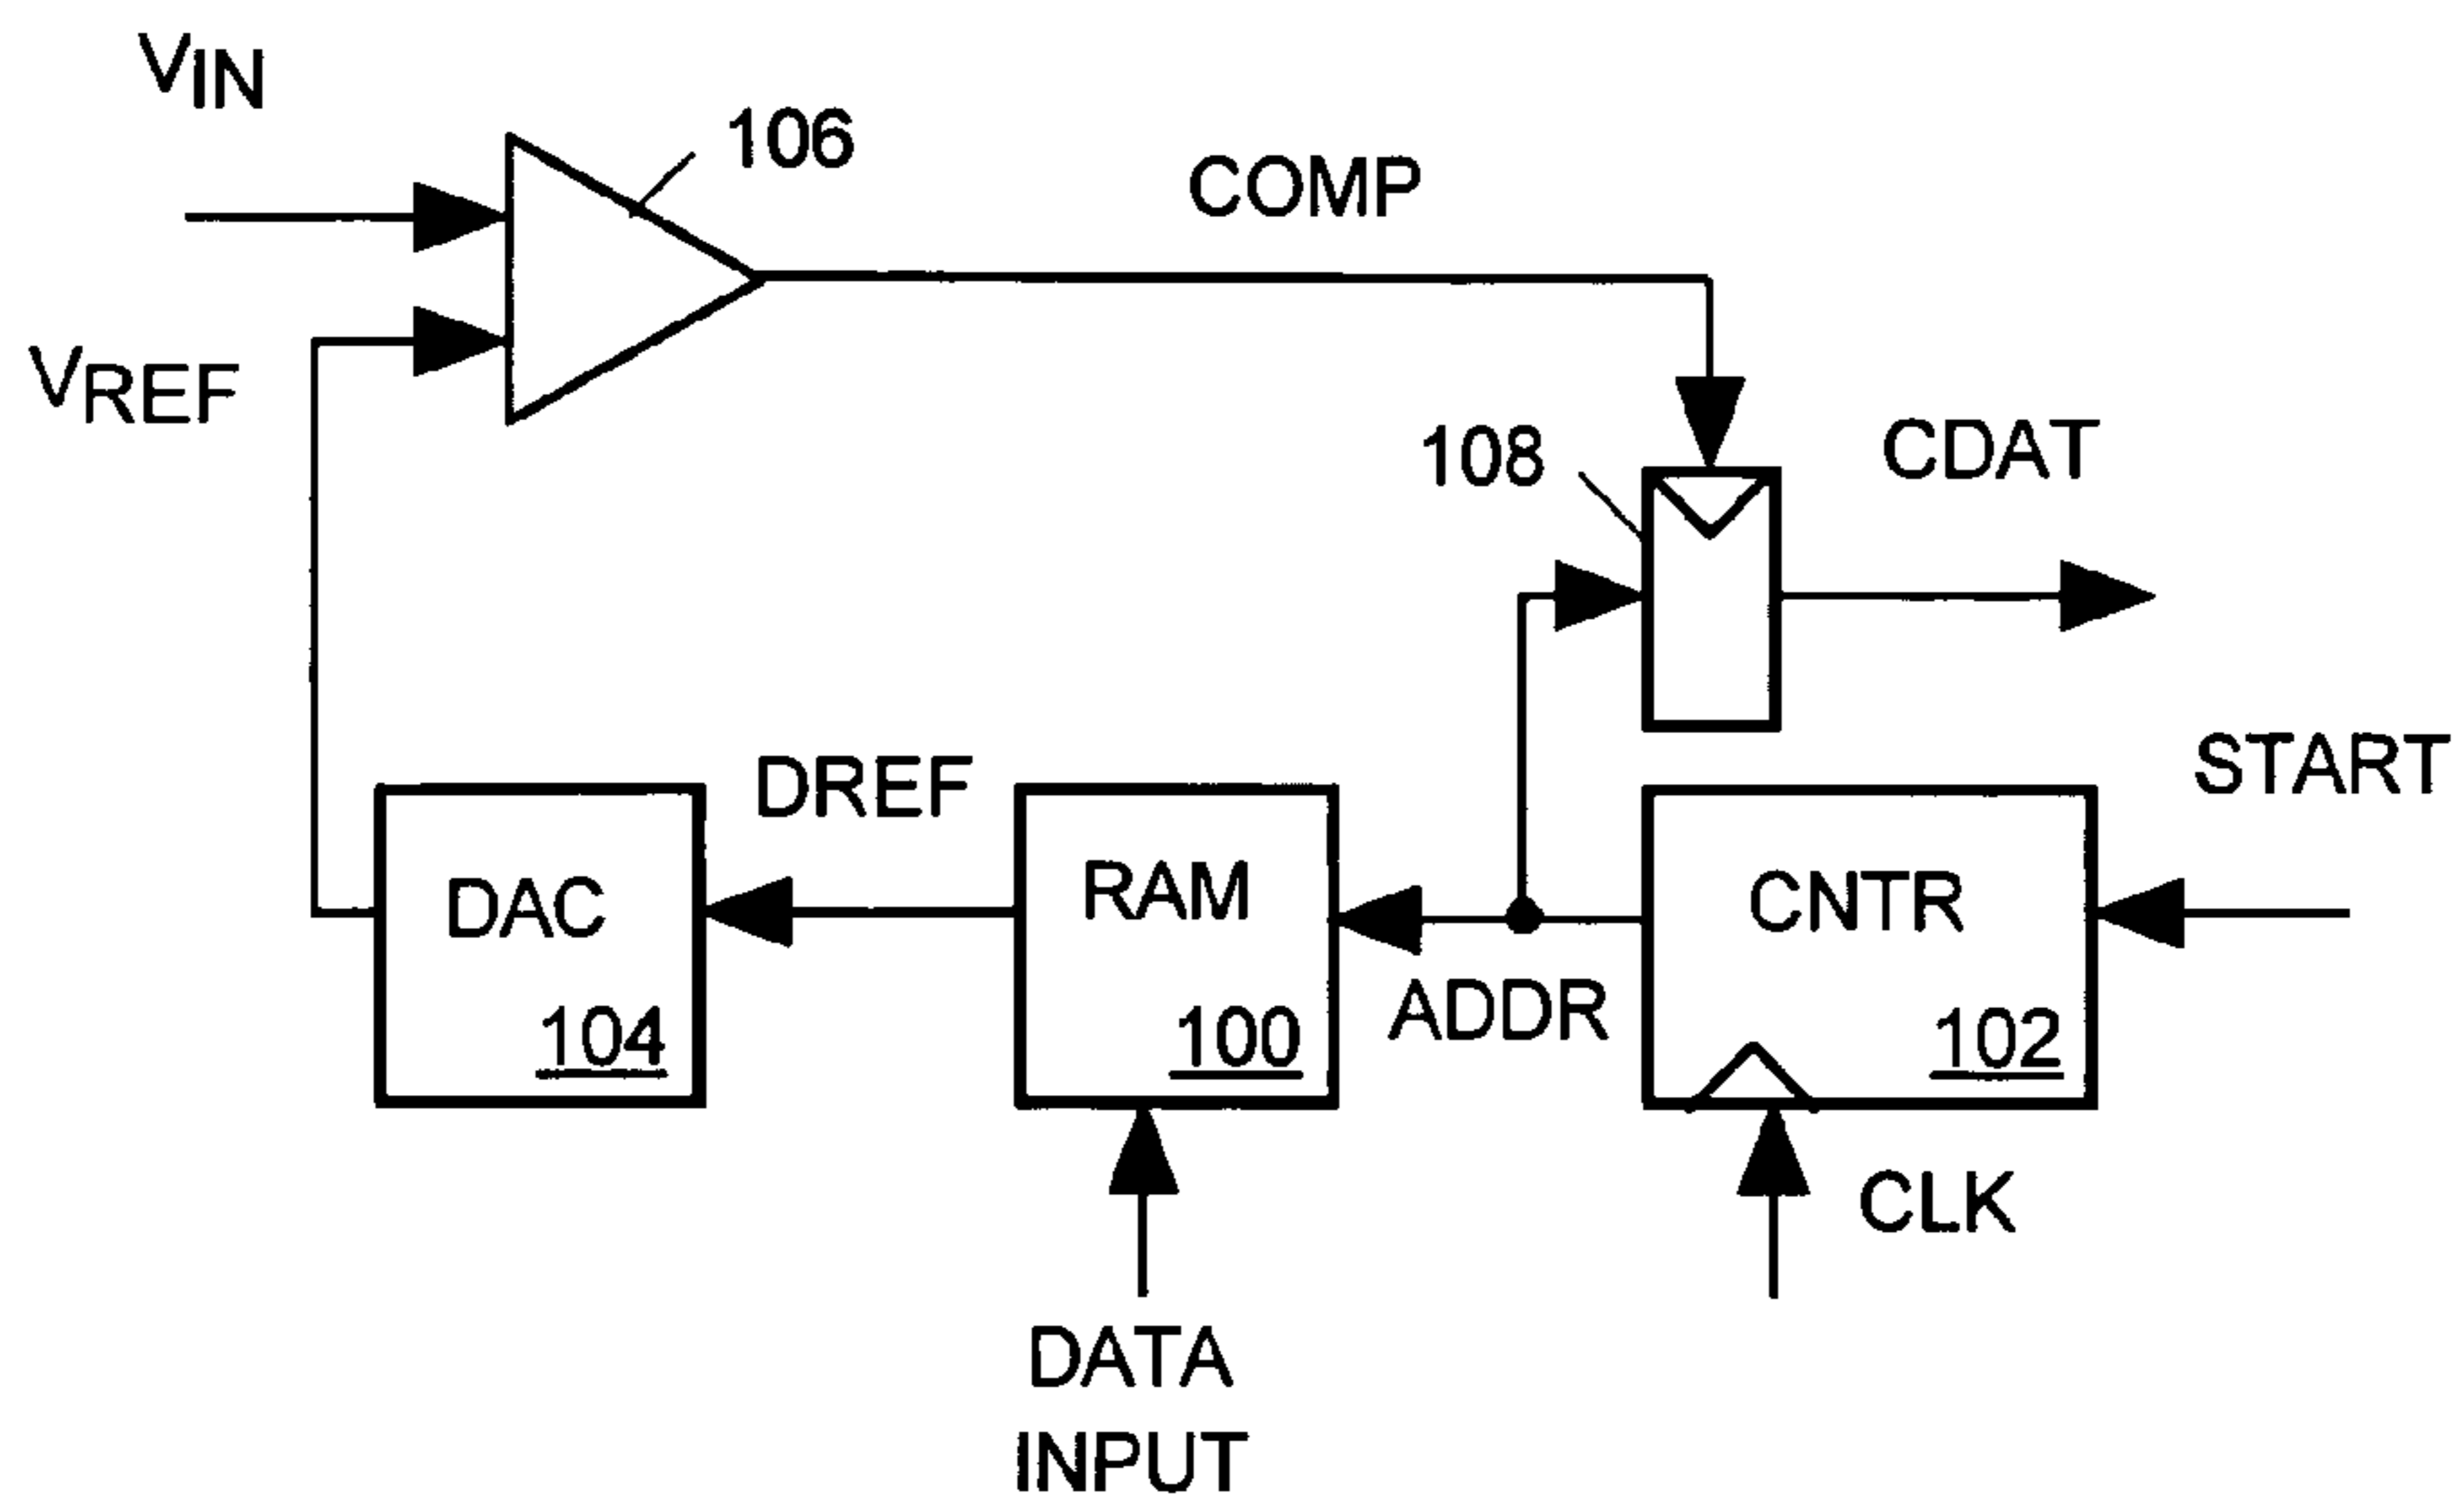 VIN
106
COMP
VREF
108
CDAT
START
DREF
DAC
RAM
CNTR
104
100
ADDR
102
CLK
DATA
INPUT